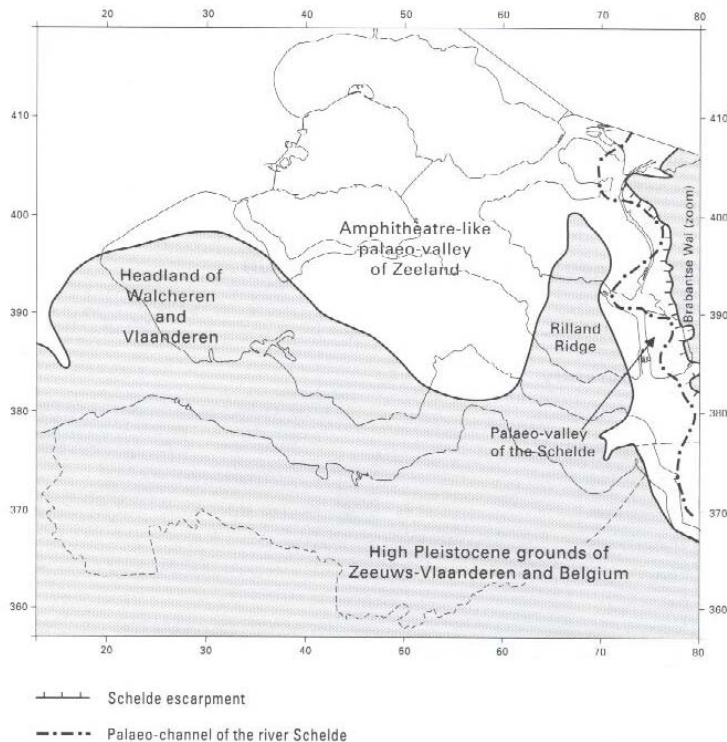 20 30 40 50 60 70 80
410
400
390
380
370
360
410
400
390
380
370
360
Amphitheatre-like
palaeo-valley
of Zeeland
Headland of
Walcheren
and
Vlaanderen
Rilland
Ridge
Brabantse Wal (zoom)
Palaeo-valley
of the Schelde
High Pleistocene grounds of
Zeeuws-Vlaanderen and Belgium
20 30 40 50 60 70 80
Schelde escarpment
Palaeo-channel of the river Schelde